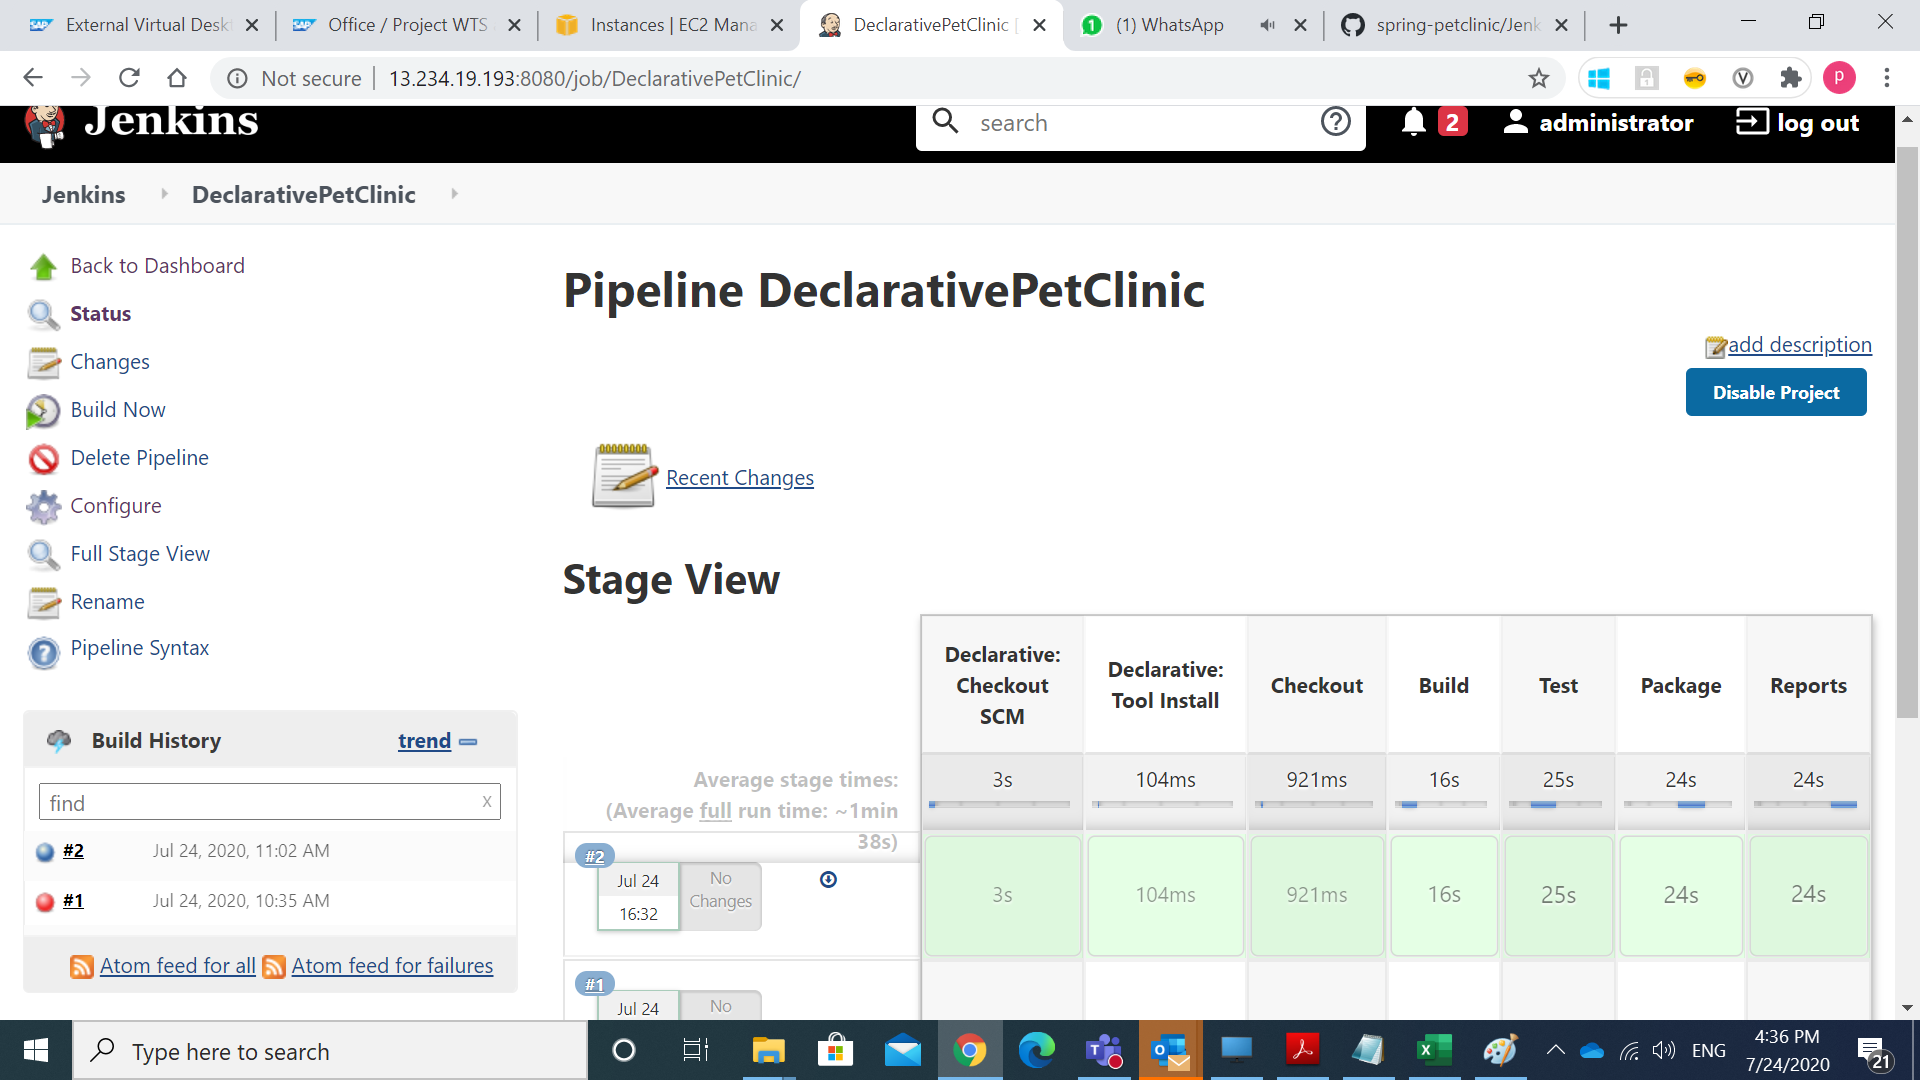 External Virtual Desk
Office / Project WTS
Instances | EC2 Mana
DeclarativePetClinic [
1
(1) WhatsApp
spring-petclinic/Jenk
Not secure
13.234.19.193:8080/job/DeclarativePetClinic/
p
Jenkins
search
2
administrator
log out
Jenkins
DeclarativePetClinic
Back to Dashboard
Status
Changes
Build Now
Delete Pipeline
Configure
Full Stage View
Rename
Pipeline Syntax
Build History
trend
find
x
#2
Jul 24, 2020, 11:02 AM
#1
Jul 24, 2020, 10:35 AM
Atom feed for all
Atom feed for failures
Pipeline DeclarativePetClinic
add description
Disable Project
Recent Changes
Stage View
Declarative:
Checkout
SCM
Declarative:
Tool Install
Checkout
Build
Test
Package
Reports
Average stage times:
(Average full run time: ~1min
38s)
3s
104ms
921ms
16s
25s
24s
24s
#2
Jul 24
16:32
No
Changes
3s
104ms
921ms
16s
25s
24s
24s
#1
Jul 24
No
Type here to search
ENG
4:36 PM
7/24/2020
21